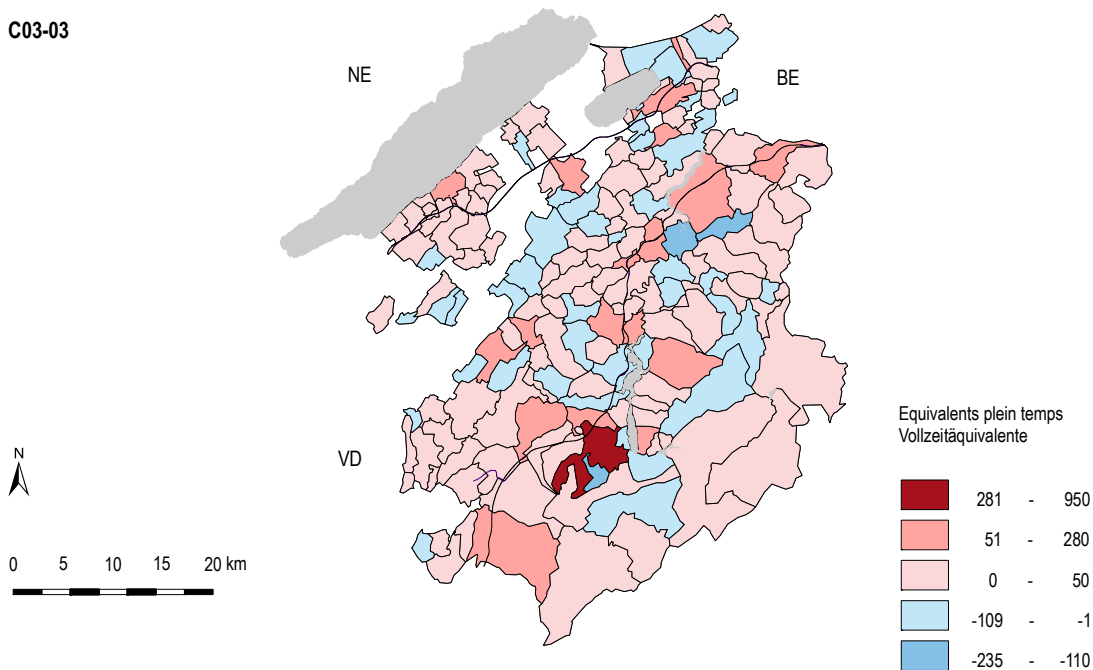 C03-03
NE
BE
VD
N
0 5 10 15 20 km
Equivalents plein temps
Vollzeitäquivalente
281 - 950
51 - 280
0 - 50
-109 - -1
-235 - -110